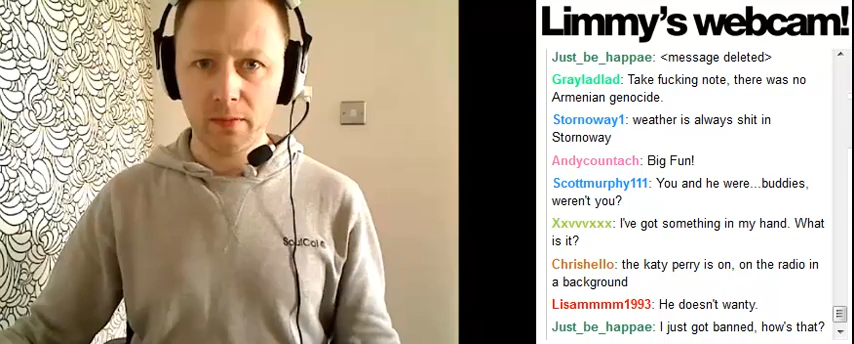 Limmy's webcam!
Just_be_happae: <message deleted>
Grayladlad: Take fucking note, there was no
Armenian genocide.
Stornoway1: weather is always shit in
Stornoway
Andycountach: Big Fun!
Scottmurphy111: You and he were...buddies,
weren't you?
Xxvvvxxx: I've got something in my hand. What
is it?
Chrishello: the katy perry is on, on the radio in
a background
Lisammmm1993: He doesn't wanty.
Just_be_happae: I just got banned, how's that?
SoulCal